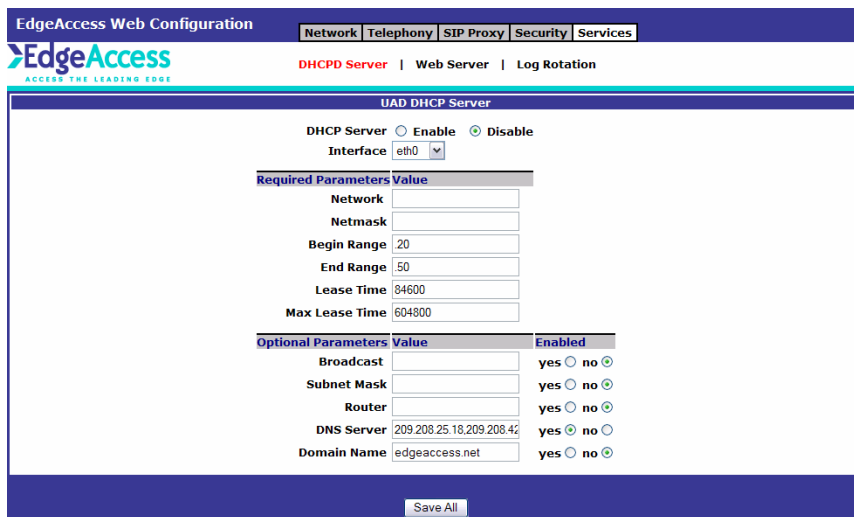 EdgeAccess Web Configuration
Network Telephony SIP Proxy Security Services
EdgeAccess
ACCESS THE LEADING EDGE
DHCPD Server | Web Server | Log Rotation
UAD DHCP Server
DHCP Server Enable Disable
Interface eth0
Required Parameters Value
Network
Netmask
Begin Range .20
End Range .50
Lease Time 84600
Max Lease Time 604800
Optional Parameters Value Enabled
Broadcast yes no
Subnet Mask yes no
Router yes no
DNS Server 209.208.25.18,209.208.42 yes no
Domain Name edgeaccess.net yes no
Save All